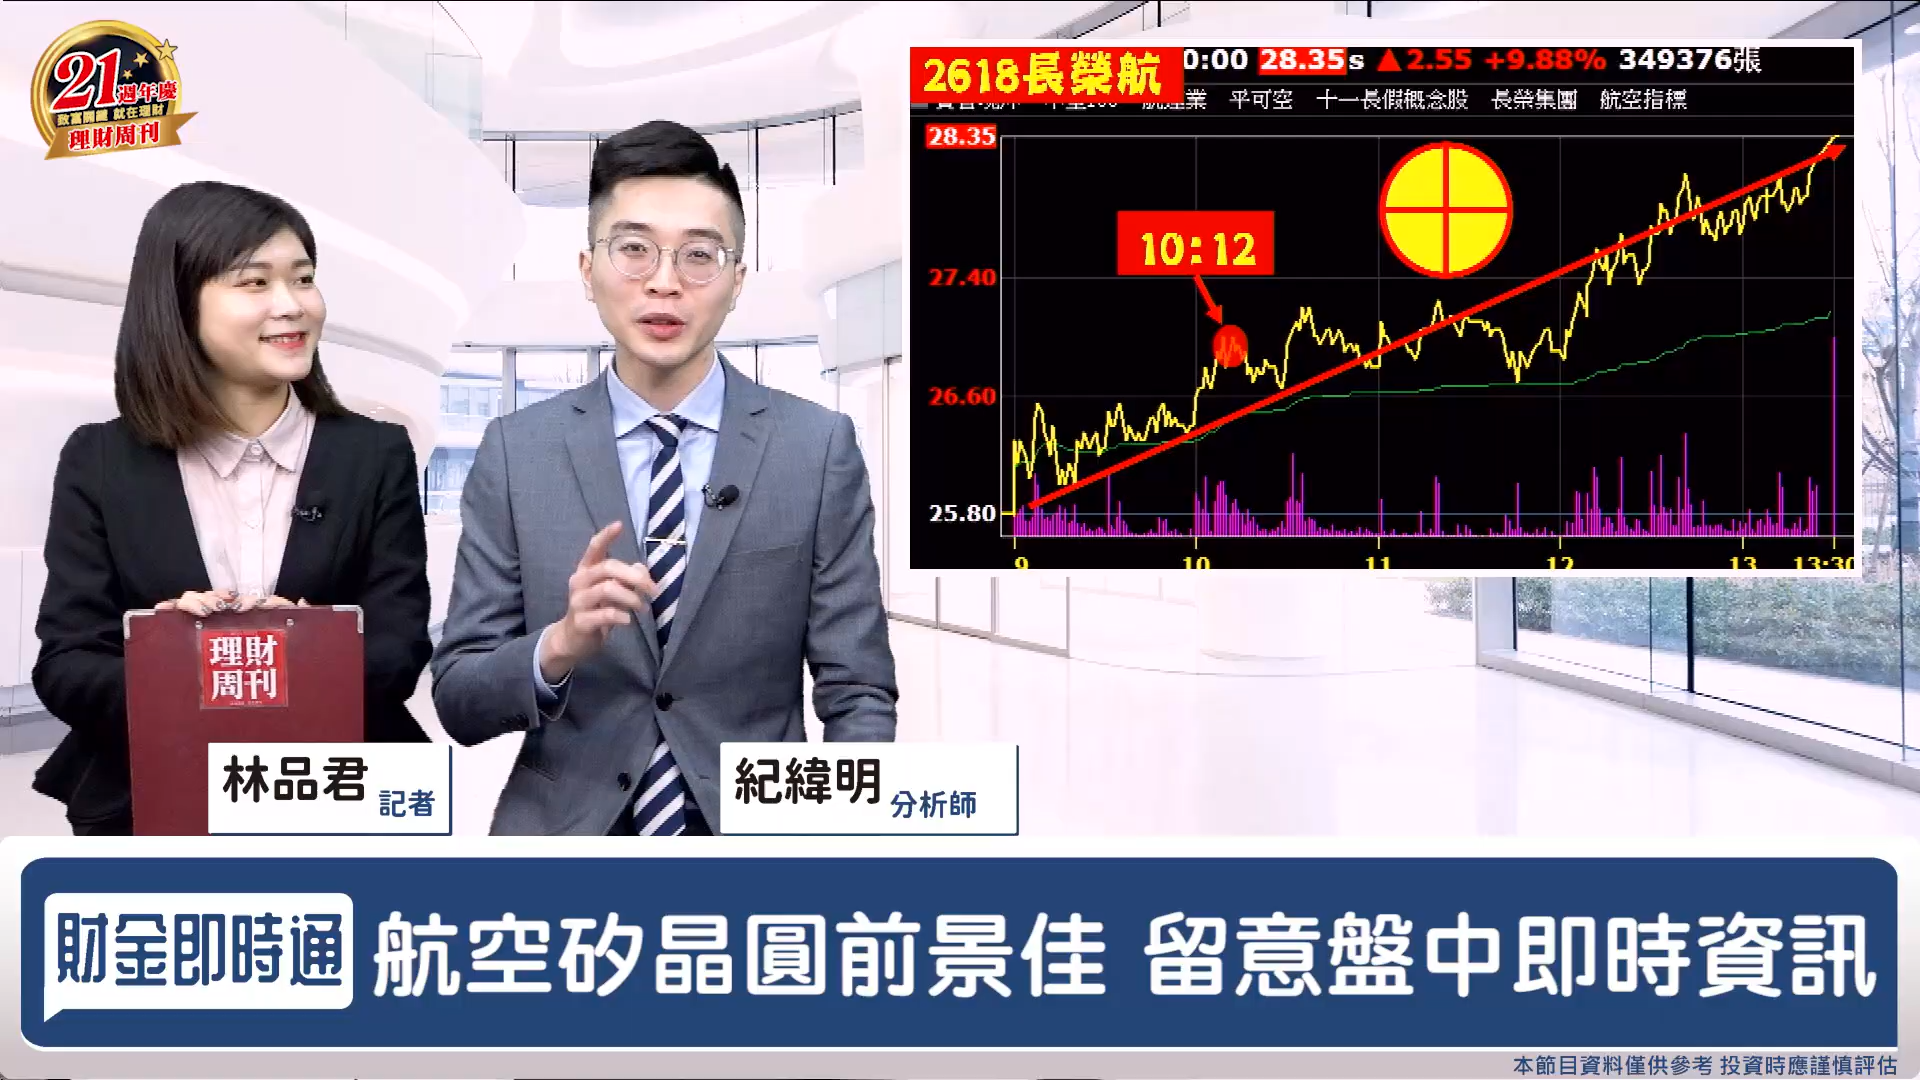 21週年慶
致富關鍵 就在理財
理財周刊
2618長榮航
0:00 28.35s ▲2.55 +9.88% 349376張
航運業 平可空 十一長假概念股 長榮集團 航空指標
28.35
10:12
27.40
26.60
25.80
9 10 11 12 13 13:30
理財
周刊
林品君 記者
紀緯明 分析師
財金即時通
航空矽晶圓前景佳 留意盤中即時資訊
本節目資料僅供參考 投資時應謹慎評估